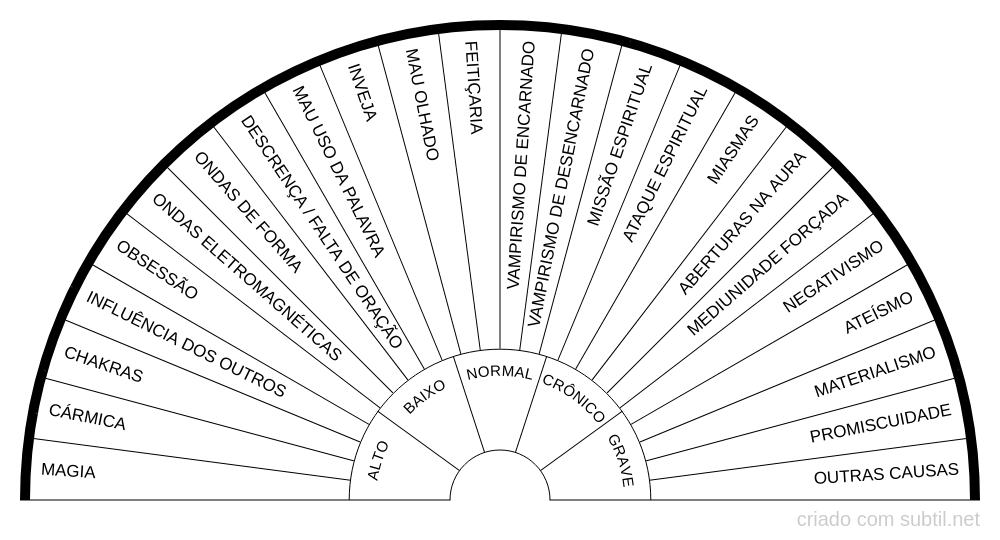 MAGIA
CÁRMICA
CHAKRAS
INFLUÊNCIA DOS OUTROS
OBSESSÃO
ONDAS ELETROMAGNÉTICAS
ONDAS DE FORMA
DESCRENÇA / FALTA DE ORAÇÃO
MAU USO DA PALAVRA
INVEJA
MAU OLHADO
FEITIÇARIA
VAMPIRISMO DE ENCARNADO
VAMPIRISMO DE DESENCARNADO
MISSÃO ESPIRITUAL
ATAQUE ESPIRITUAL
MIASMAS
ABERTURAS NA AURA
MEDIUNIDADE FORÇADA
NEGATIVISMO
ATEÍSMO
MATERIALISMO
PROMISCUIDADE
OUTRAS CAUSAS
ALTO
BAIXO
NORMAL
CRÔNICO
GRAVE
criado com subtil.net